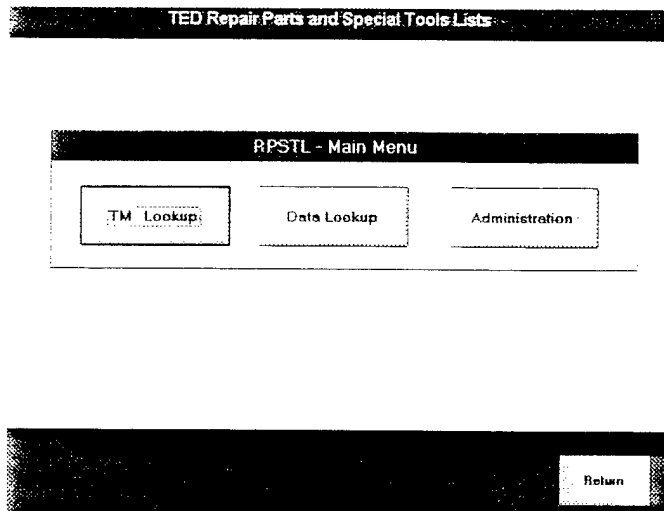 TED Repair Parts and Special Tools Lists
RPSTL - Main Menu
TM Lookup
Data Lookup
Administration
Return